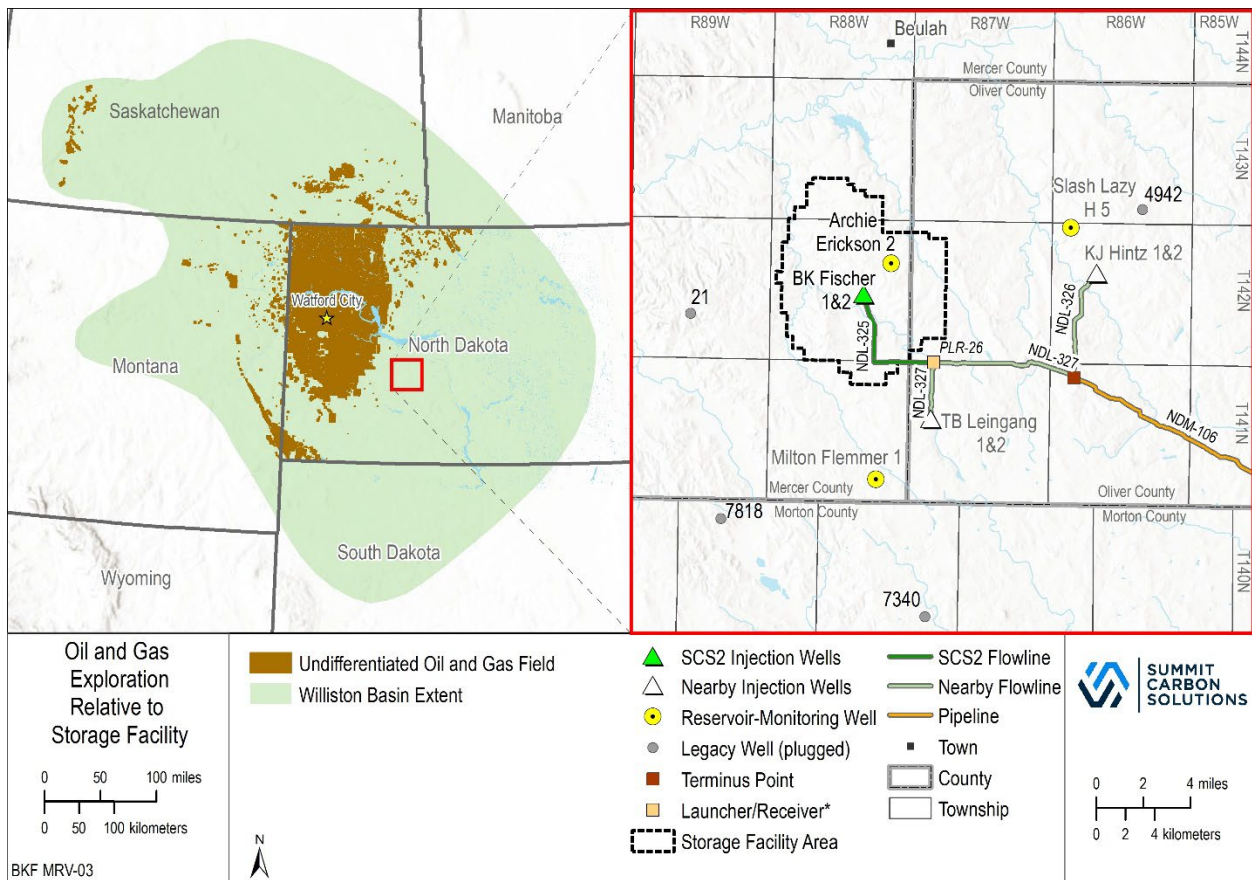 Saskatchewan
Manitoba
Watford City
North Dakota
Montana
South Dakota
Wyoming
R89W
R88W
R87W
R86W
R85W
Beulah
T144N
Mercer County
Oliver County
T143N
Slash Lazy
H 5
4942
Archie
Erickson 2
KJ Hintz 1&2
BK Fischer
1&2
T142N
21
NDL-326
NDL-325
PLR-26
NDL-327
NDL-327
TB Leingang
1&2
NDM-106
T141N
Milton Flemmer 1
Mercer County
Morton County
Oliver County
Morton County
7818
T140N
7340
Oil and Gas
Exploration
Relative to
Storage Facility
0 50 100 miles
0 50 100 kilometers
BKF MRV-03
Undifferentiated Oil and Gas Field
Williston Basin Extent
N
SCS2 Injection Wells
Nearby Injection Wells
Reservoir-Monitoring Well
Legacy Well (plugged)
Terminus Point
Launcher/Receiver*
Storage Facility Area
SCS2 Flowline
Nearby Flowline
Pipeline
Town
County
Township
SUMMIT
CARBON
SOLUTIONS
0 2 4 miles
0 2 4 kilometers